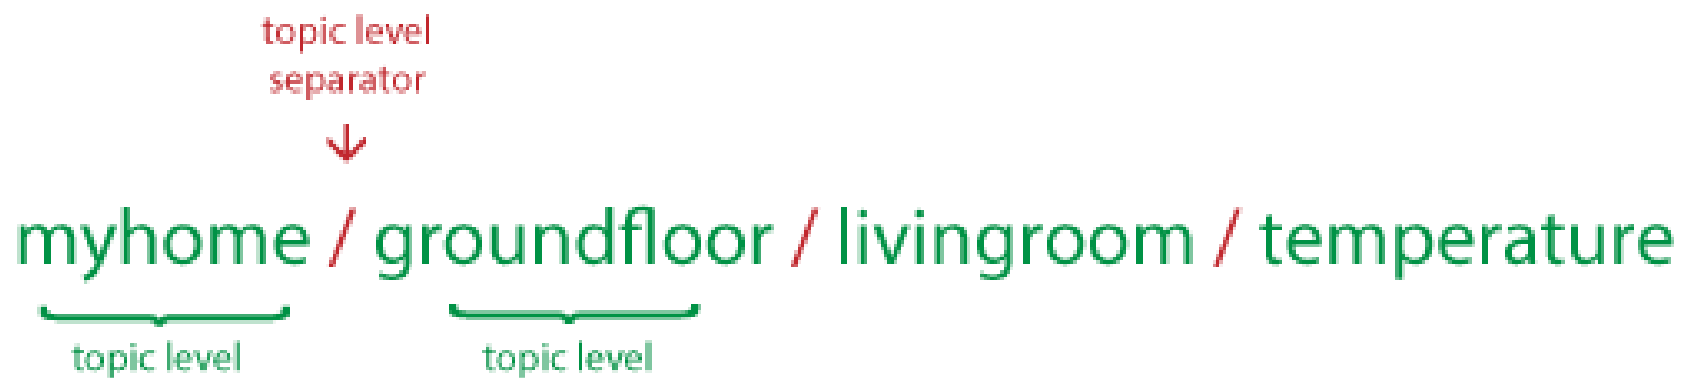 topic level
separator
myhome / groundfloor / livingroom / temperature
topic level topic level